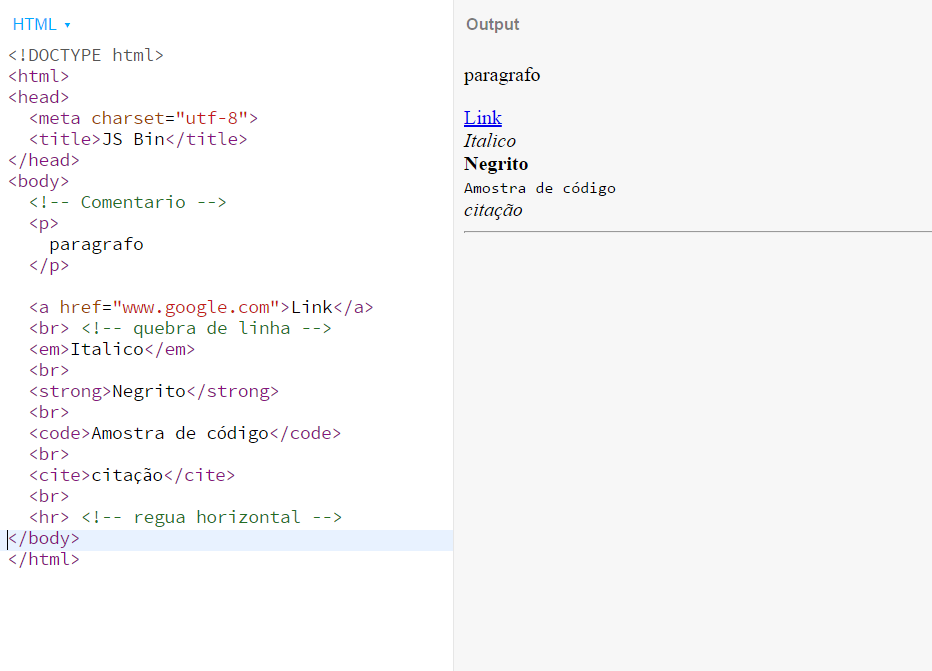 HTML ▾
<!DOCTYPE html>
<html>
<head>
  <meta charset="utf-8">
  <title>JS Bin</title>
</head>
<body>
  <!-- Comentario -->
  <p>
    paragrafo
  </p>

  <a href="www.google.com">Link</a>
  <br> <!-- quebra de linha -->
  <em>Italico</em>
  <br>
  <strong>Negrito</strong>
  <br>
  <code>Amostra de código</code>
  <br>
  <cite>citação</cite>
  <br>
  <hr> <!-- regua horizontal -->
</body>
</html>
Output
paragrafo
Link
Italico
Negrito
Amostra de código
citação